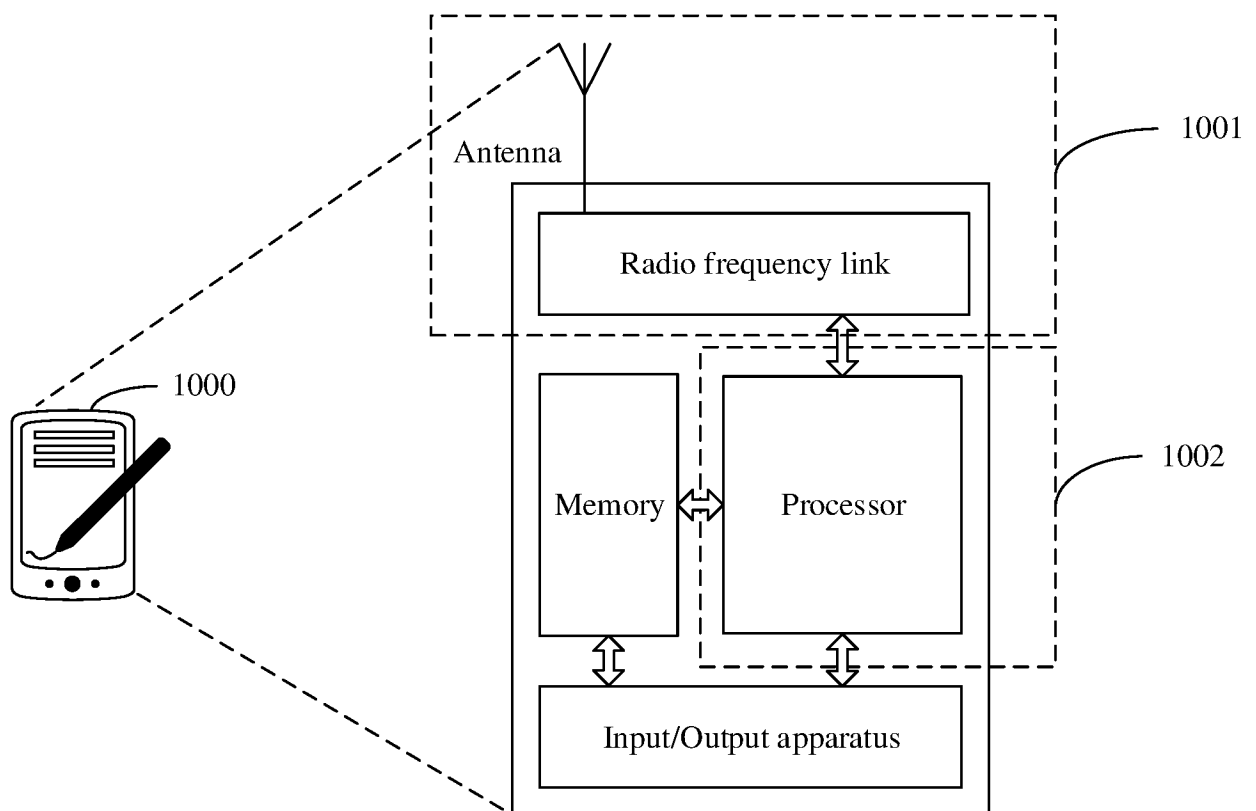 1001
Antenna
Radio frequency link
1000
1002
Memory
Processor
Input/Output apparatus